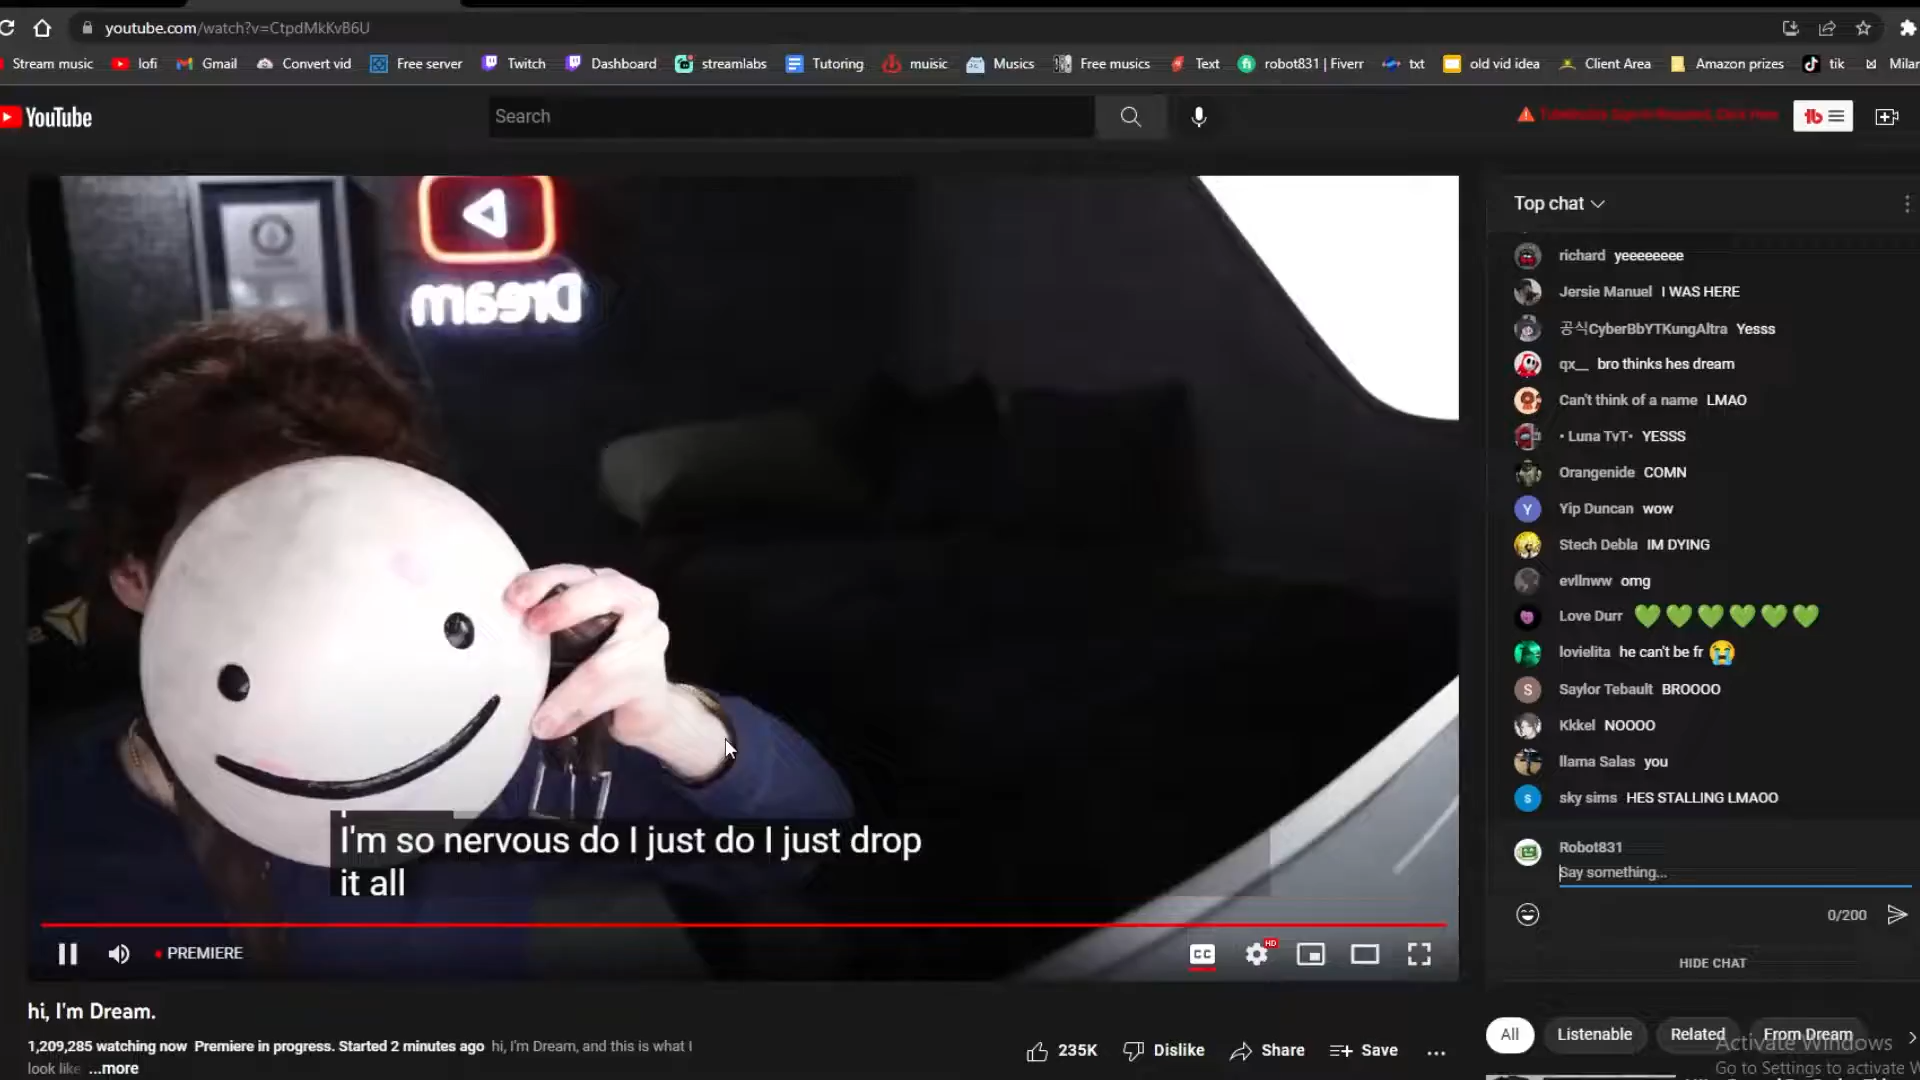 youtube.com/watch?v=CtpdMkKvB6U
Stream music
lofi
Gmail
Convert vid
Free server
Twitch
Dashboard
streamlabs
Tutoring
muisic
Musics
Free musics
Text
robot831 | Fiverr
txt
old vid idea
Client Area
Amazon prizes
tik
Milar
YouTube
Search
Dream
I'm so nervous do I just do I just drop
it all
PREMIERE
CC
HD
hi, I'm Dream.
1,209,285 watching now Premiere in progress. Started 2 minutes ago hi, I'm Dream, and this is what I
look like ...more
235K
Dislike
Share
Save
Top chat
richard yeeeeeeee
Jersie Manuel I WAS HERE
공식CyberBbYTKungAltra Yesss
qx__ bro thinks hes dream
Can't think of a name LMAO
• Luna TvT• YESSS
Orangenide COMN
Y
Yip Duncan wow
Stech Debla IM DYING
evllnww omg
Love Durr 💚💚💚💚💚💚
lovielita he can't be fr 😭
S
Saylor Tebault BROOOO
Kkkel NOOOO
llama Salas you
s
sky sims HES STALLING LMAOO
Robot831
Say something...
0/200
HIDE CHAT
All
Listenable
Related
From Dream
Activate Windows
Go to Settings to activate W